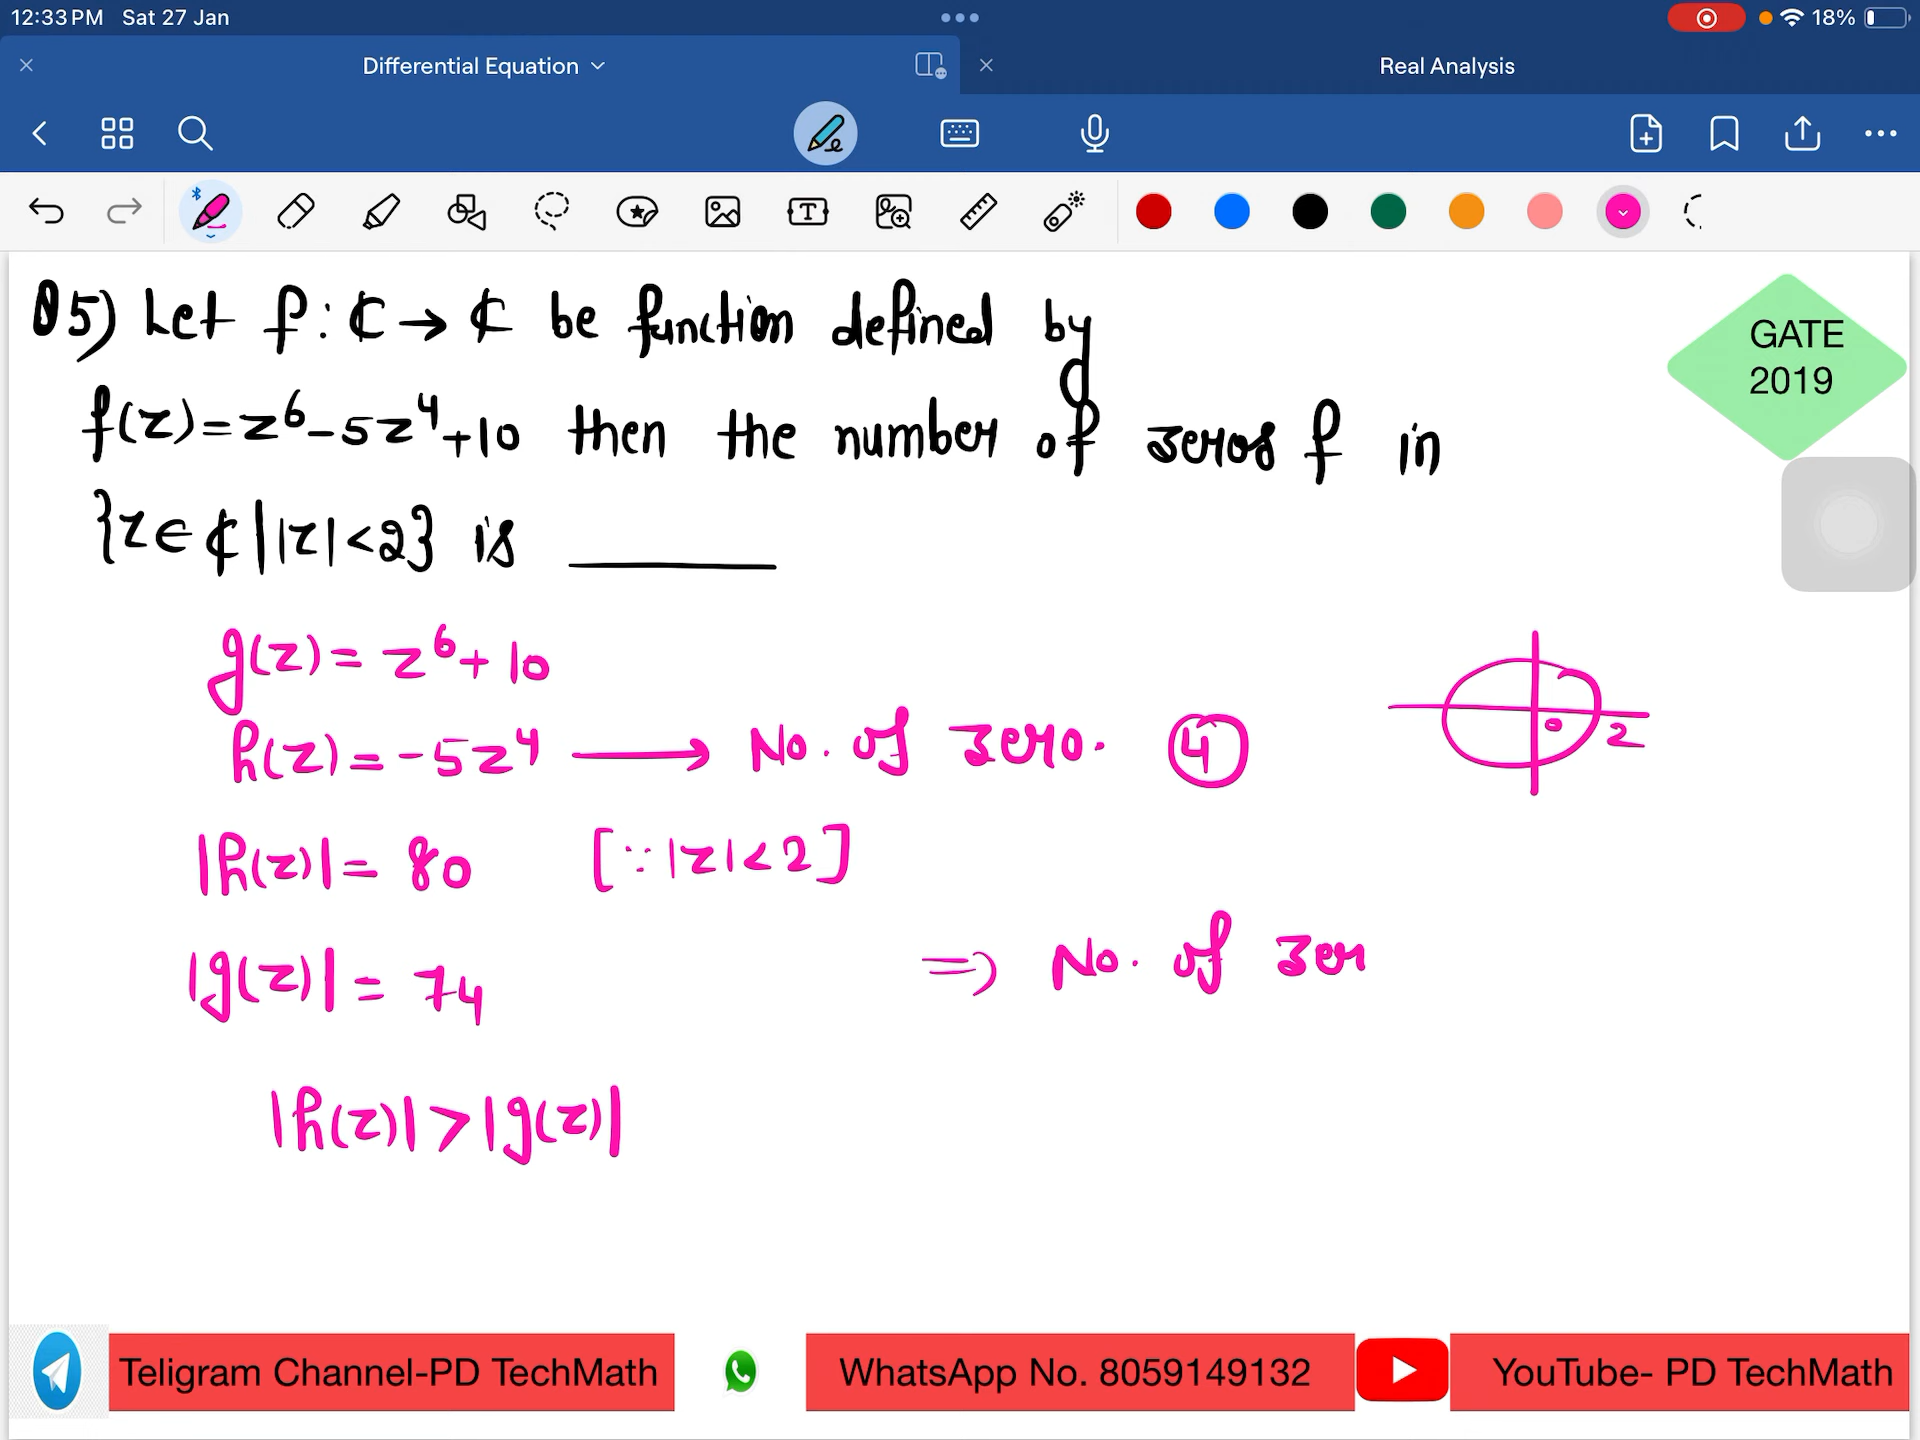 12:33 PM Sat 27 Jan
18%
Differential Equation
Real Analysis
GATE
2019
Q5) Let f: ℂ → ℂ be function defined by
f(z) = z⁶ - 5z⁴ + 10 then the number of zeros f in
{z ∈ ℂ | |z| < 2} is ______
g(z) = z⁶ + 10
h(z) = -5z⁴ ⟶ No. of zero. ④
0 2
|h(z)| = 80 [∵ |z| < 2]
|g(z)| = 74
⇒ No. of zer
|h(z)| > |g(z)|
Teligram Channel-PD TechMath
WhatsApp No. 8059149132
YouTube- PD TechMath